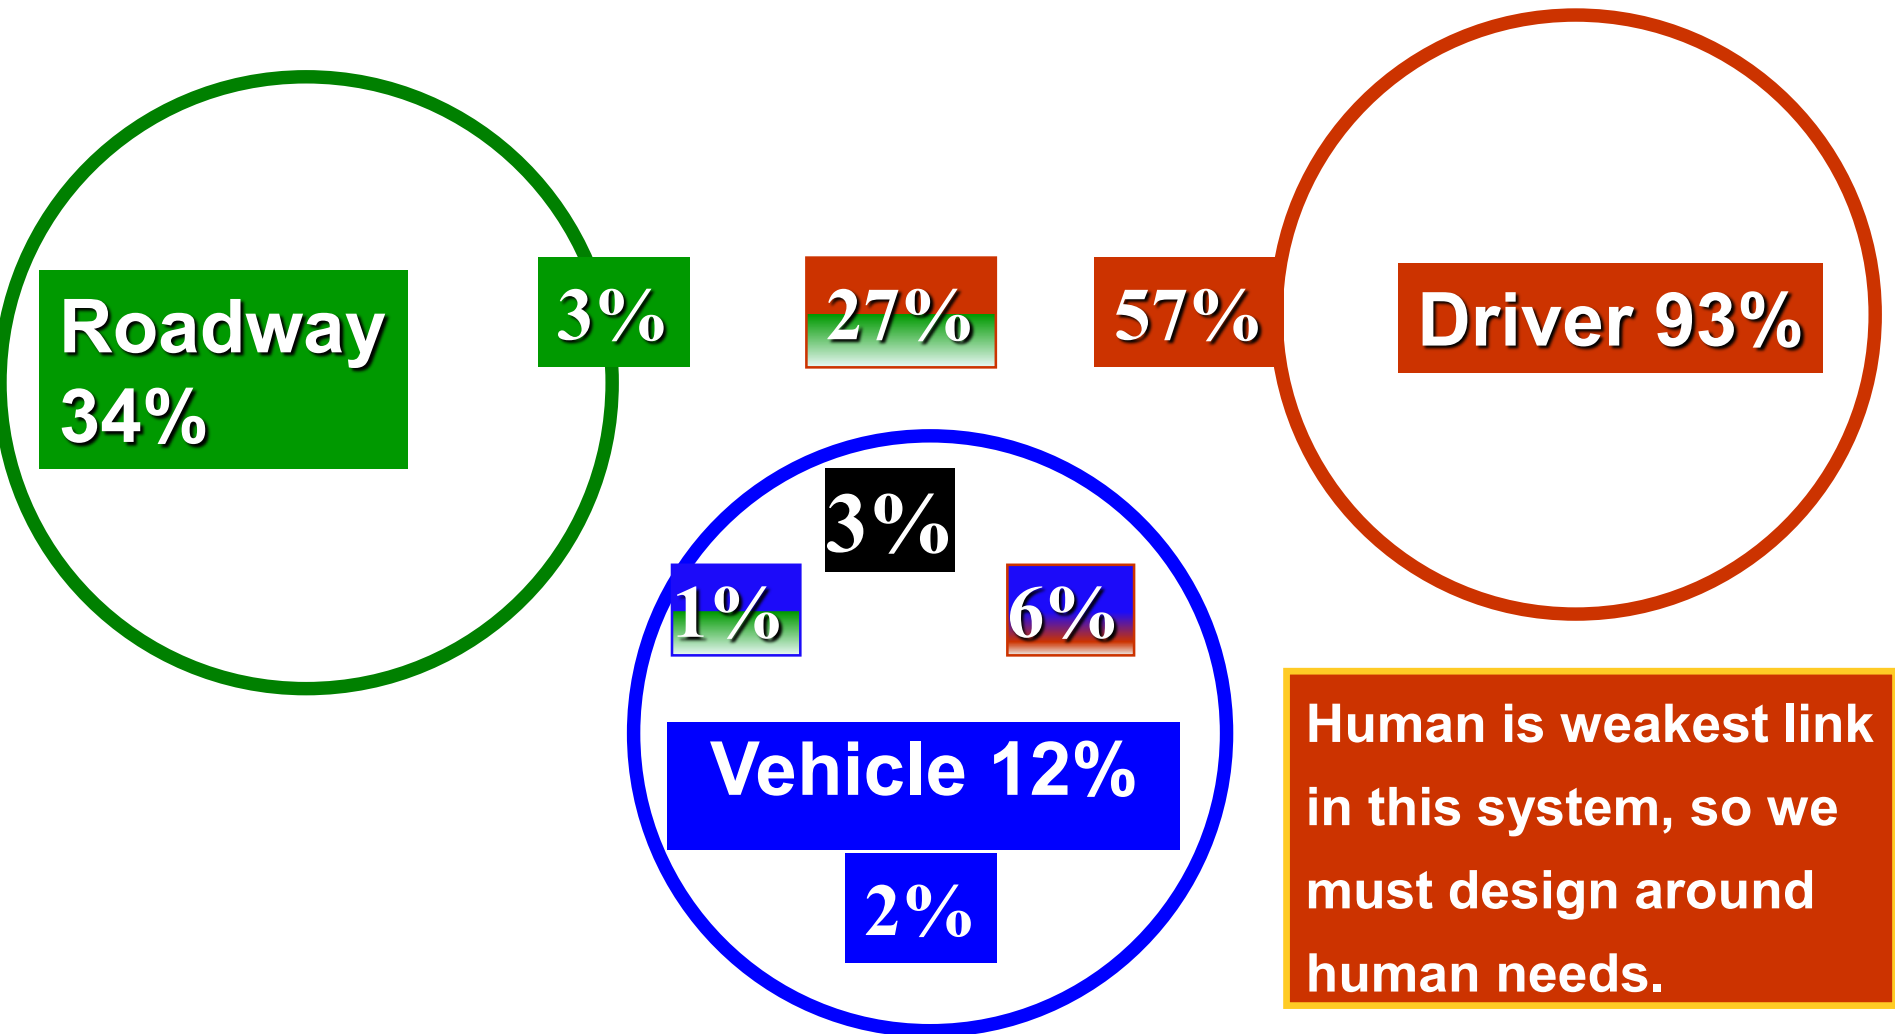 Roadway
34%
3%
27%
57%
Driver 93%
3%
1%
6%
Vehicle 12%
2%
Human is weakest link
in this system, so we
must design around
human needs.